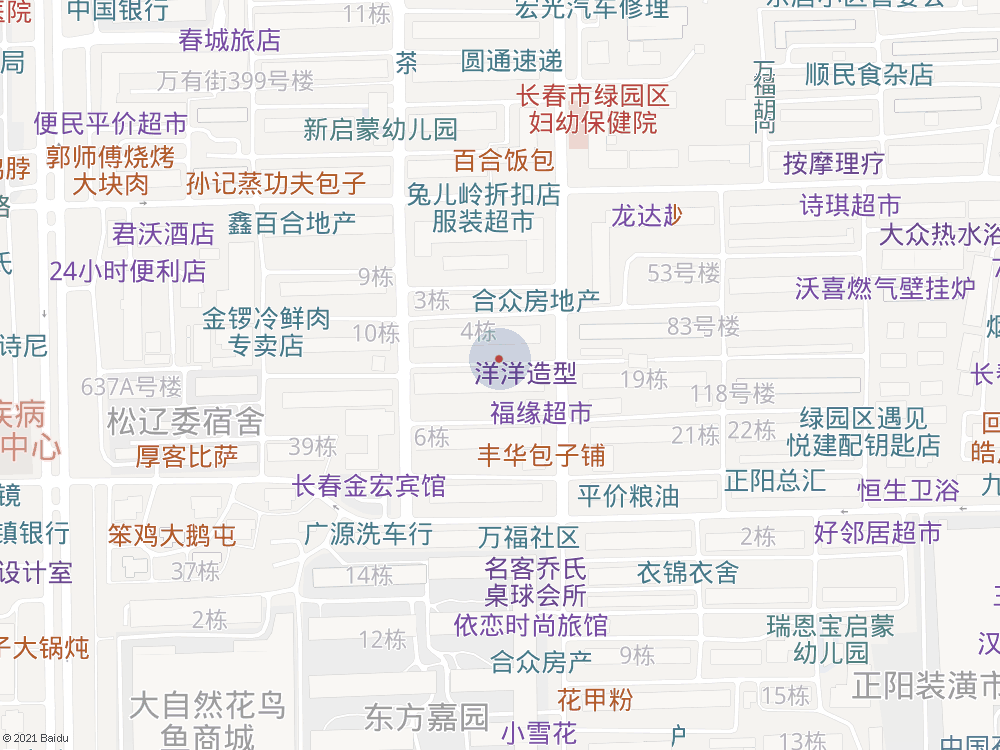 医院
中国银行
11栋
宏光汽车修理
春城旅店
局
茶
圆通速递
万福胡同
顺民食杂店
万有街399号楼
长春市绿园区
妇幼保健院
便民平价超市
新启蒙幼儿园
郭师傅烧烤
大块肉
孙记蒸功夫包子
百合饭包
按摩理疗
兔儿岭折扣店
服装超市
龙达
诗琪超市
鑫百合地产
君沃酒店
大众热水浴
24小时便利店
9栋
53号楼
沃喜燃气壁挂炉
3栋
合众房地产
金锣冷鲜肉
专卖店
10栋
4栋
83号楼
诗尼
洋洋造型
19栋
长春
637A号楼
118号楼
疾病
中心
松辽委宿舍
福缘超市
绿园区遇见
悦建配钥匙店
39栋
6栋
21栋
22栋
厚客比萨
丰华包子铺
长春金宏宾馆
平价粮油
正阳总汇
恒生卫浴
镇银行
笨鸡大鹅屯
广源洗车行
万福社区
2栋
好邻居超市
设计室
37栋
14栋
名客乔氏
桌球会所
衣锦衣舍
2栋
12栋
依恋时尚旅馆
瑞恩宝启蒙
幼儿园
子大锅炖
合众房产
9栋
正阳装潢市
大自然花鸟
鱼商城
东方嘉园
花甲粉
15栋
小雪花
户
13栋
© 2021 Baidu